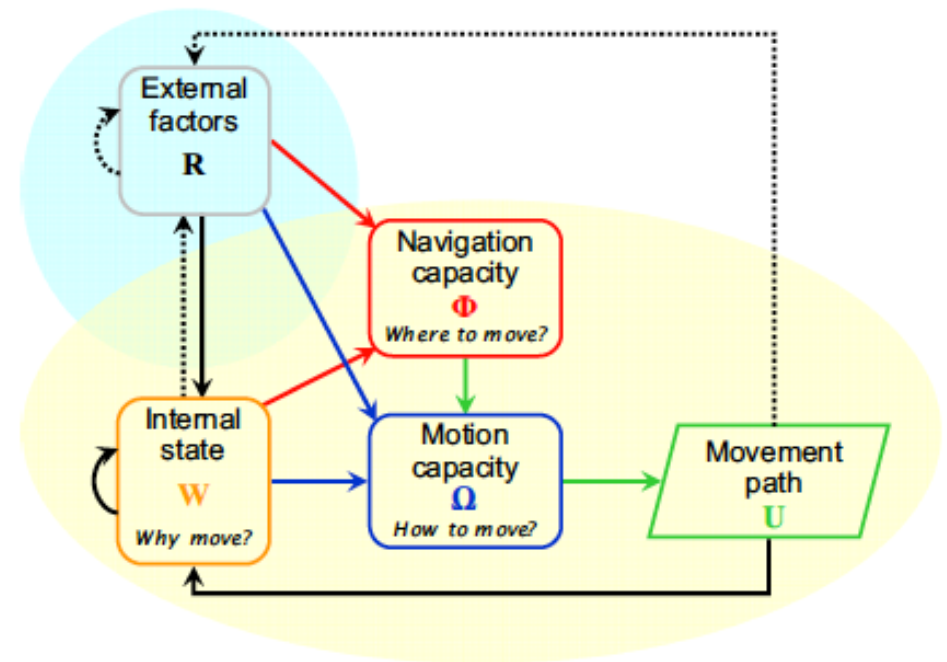 External
factors
R
Navigation
capacity
Φ
Where to move?
Internal
state
W
Why move?
Motion
capacity
Ω
How to move?
Movement
path
U